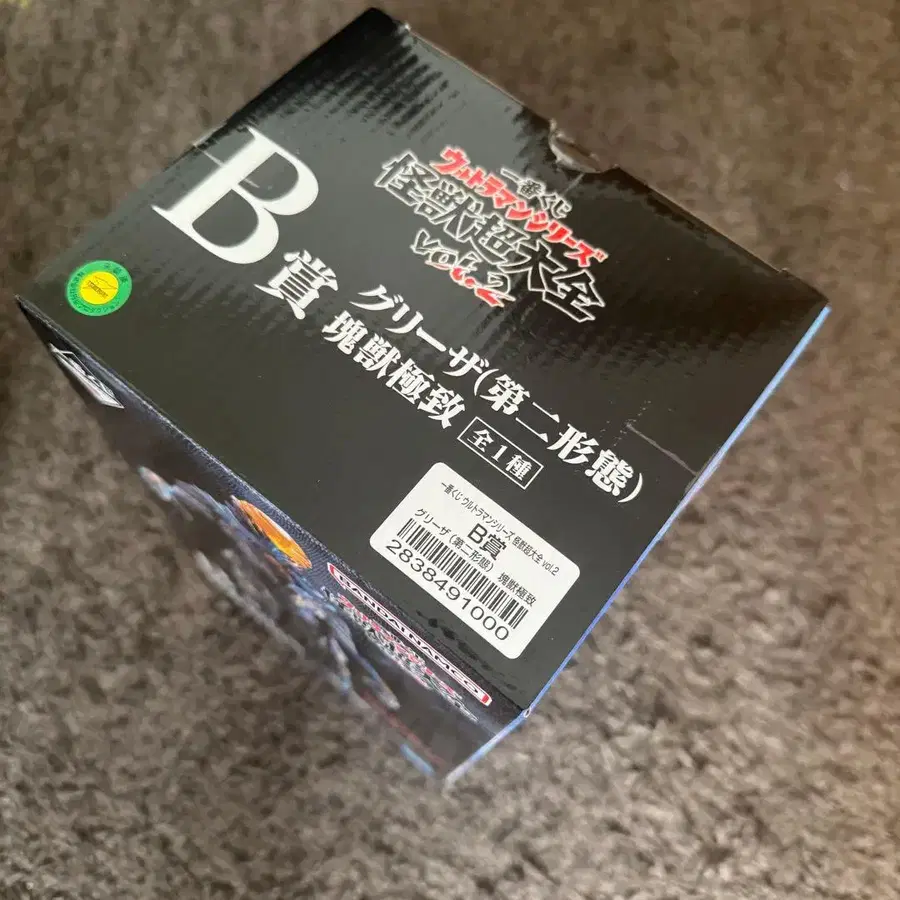 一番くじ
ウルトラマンシリーズ
怪獣超大全
vol.2
B賞
グリーザ(第二形態)
塊獣極致 全1種
一番くじ ウルトラマンシリーズ 怪獣超大全 vol.2
B賞
グリーザ（第二形態） 塊獣極致
2838491000
BANDAI NAMCO